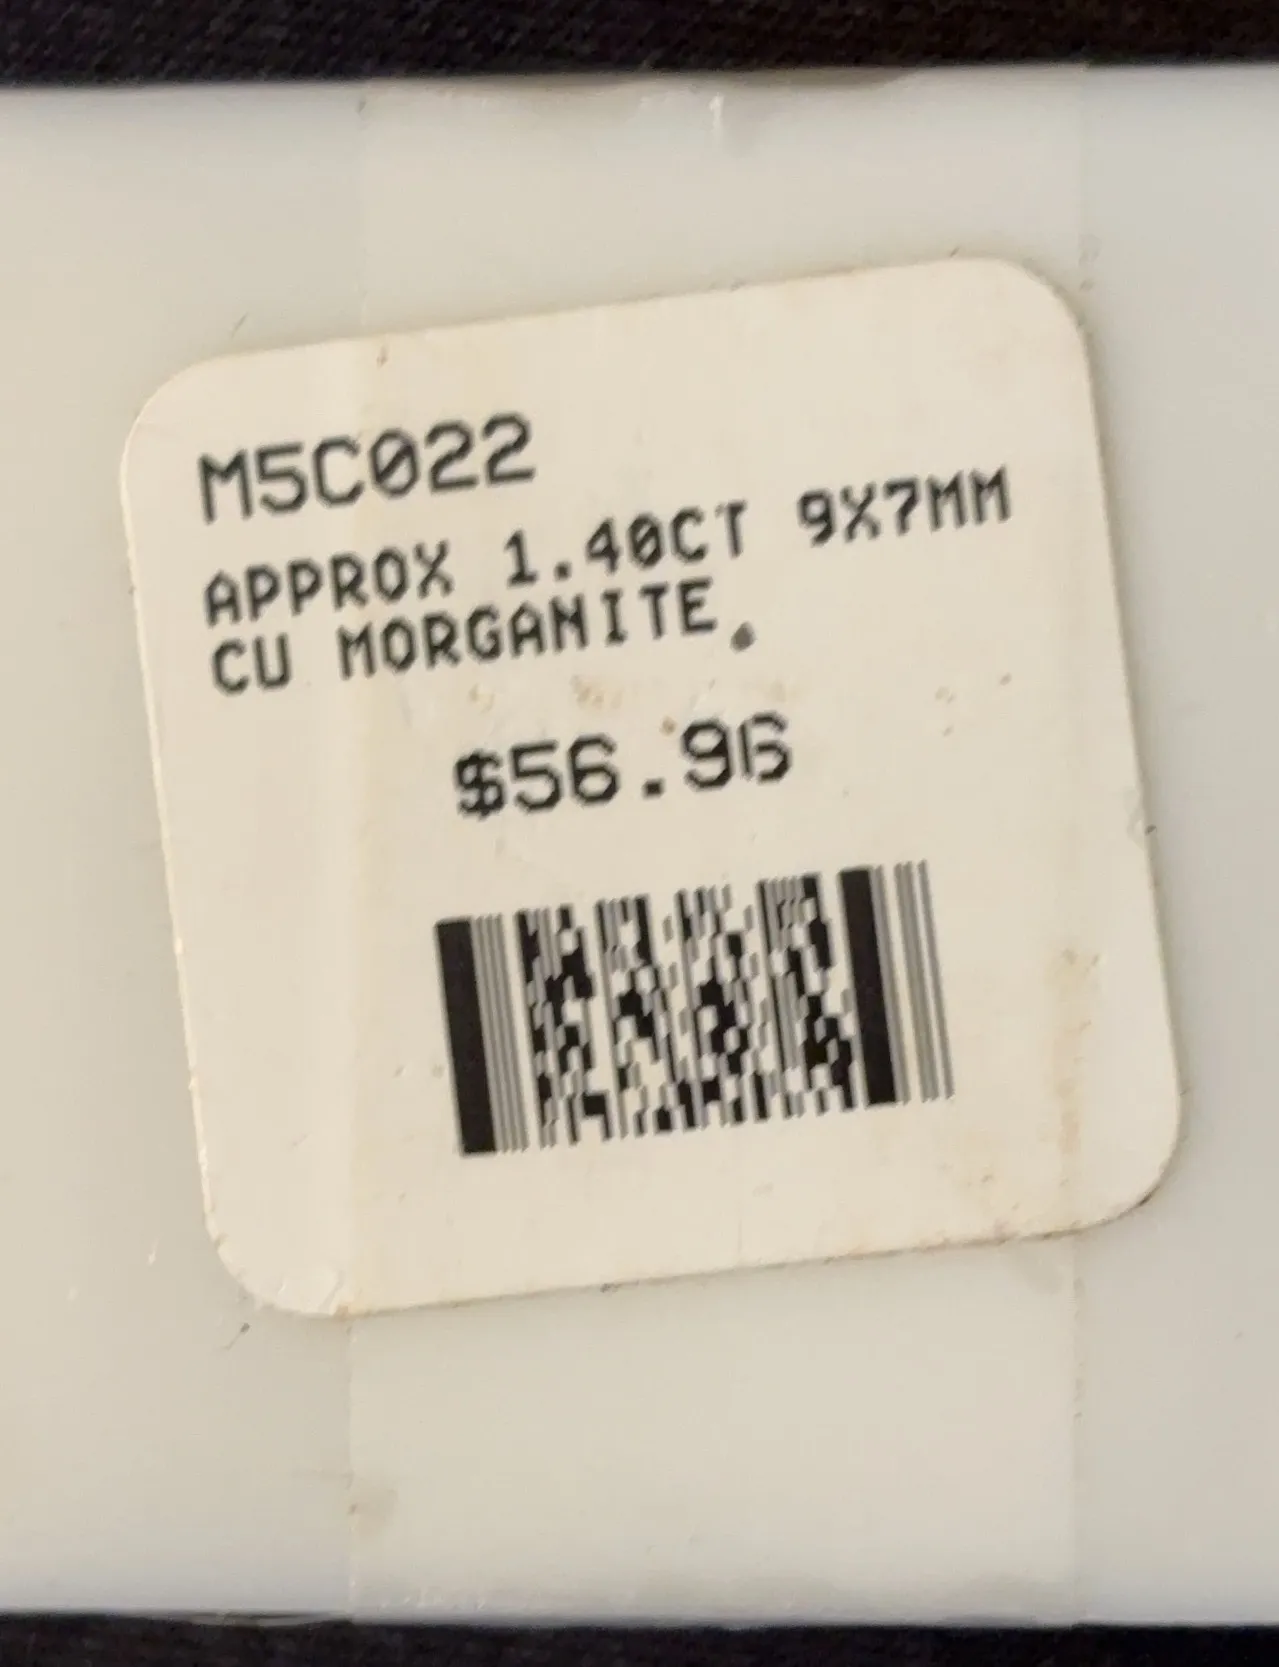 M5C022
APPROX 1.40CT 9X7MM
CU MORGANITE.
$56.96